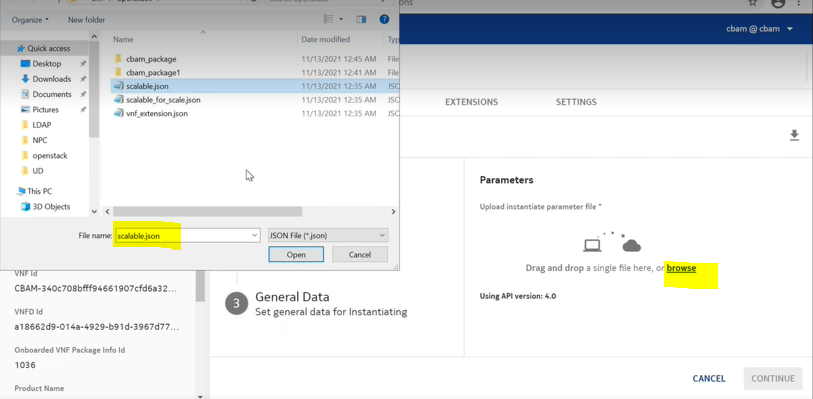 Organize
New folder
ons
cbam @ cbam
Quick access
Desktop
Downloads
Documents
Pictures
LDAP
NPC
openstack
UD
This PC
3D Objects
Name
Date modified
Typ
cbam_package
11/13/2021 12:45 AM
File
cbam_package1
11/13/2021 12:41 AM
File
scalable.json
11/13/2021 12:35 AM
JSC
scalable_for_scale.json
11/13/2021 12:35 AM
JSC
vnf_extension.json
11/13/2021 12:35 AM
JSC
File name:
scalable.json
JSON File (*.json)
Open
Cancel
EXTENSIONS
SETTINGS
VNF Id
CBAM-340c708bfff94661907cfd6a32...
VNFD Id
a18662d9-014a-4929-b91d-3967d77...
Onboarded VNF Package Info Id
1036
Product Name
3
General Data
Set general data for Instantiating
Parameters
Upload instantiate parameter file *
Drag and drop a single file here, or browse
Using API version: 4.0
CANCEL
CONTINUE